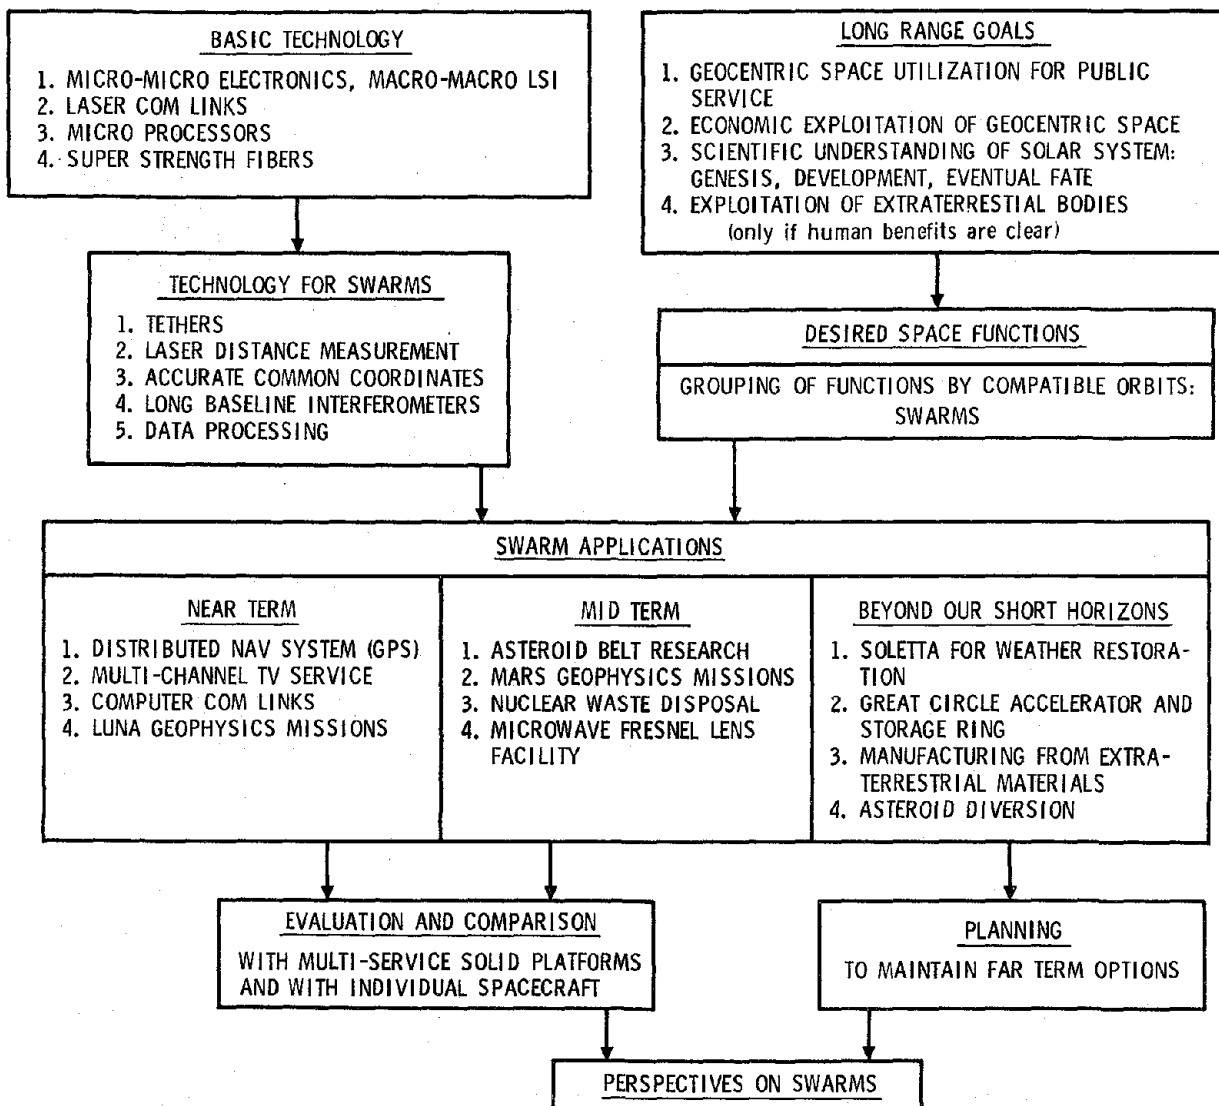 BASIC TECHNOLOGY
1. MICRO-MICRO ELECTRONICS, MACRO-MACRO LSI
2. LASER COM LINKS
3. MICRO PROCESSORS
4. SUPER STRENGTH FIBERS
LONG RANGE GOALS
1. GEOCENTRIC SPACE UTILIZATION FOR PUBLIC
SERVICE
2. ECONOMIC EXPLOITATION OF GEOCENTRIC SPACE
3. SCIENTIFIC UNDERSTANDING OF SOLAR SYSTEM:
GENESIS, DEVELOPMENT, EVENTUAL FATE
4. EXPLOITATION OF EXTRATERRESTIAL BODIES
(only if human benefits are clear)
TECHNOLOGY FOR SWARMS
1. TETHERS
2. LASER DISTANCE MEASUREMENT
3. ACCURATE COMMON COORDINATES
4. LONG BASELINE INTERFEROMETERS
5. DATA PROCESSING
DESIRED SPACE FUNCTIONS
GROUPING OF FUNCTIONS BY COMPATIBLE ORBITS:
SWARMS
SWARM APPLICATIONS
NEAR TERM
1. DISTRIBUTED NAV SYSTEM (GPS)
2. MULTI-CHANNEL TV SERVICE
3. COMPUTER COM LINKS
4. LUNA GEOPHYSICS MISSIONS
MID TERM
1. ASTEROID BELT RESEARCH
2. MARS GEOPHYSICS MISSIONS
3. NUCLEAR WASTE DISPOSAL
4. MICROWAVE FRESNEL LENS
FACILITY
BEYOND OUR SHORT HORIZONS
1. SOLETTA FOR WEATHER RESTORA-
TION
2. GREAT CIRCLE ACCELERATOR AND
STORAGE RING
3. MANUFACTURING FROM EXTRA-
TERRESTRIAL MATERIALS
4. ASTEROID DIVERSION
EVALUATION AND COMPARISON
WITH MULTI-SERVICE SOLID PLATFORMS
AND WITH INDIVIDUAL SPACECRAFT
PLANNING
TO MAINTAIN FAR TERM OPTIONS
PERSPECTIVES ON SWARMS